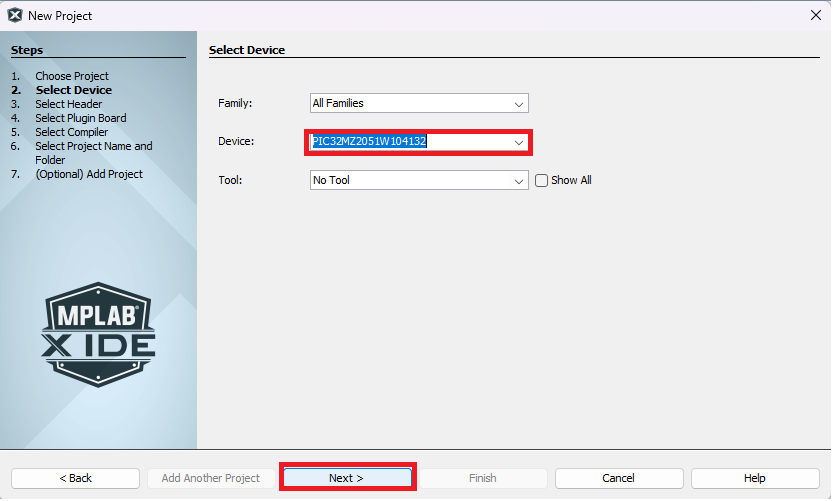 New Project
Steps
1. Choose Project
2. Select Device
3. Select Header
4. Select Plugin Board
5. Select Compiler
6. Select Project Name and
Folder
7. (Optional) Add Project
MPLAB®
X IDE
Select Device
Family: All Families
Device: PIC32MZ2051W104132
Tool: No Tool Show All
< Back Add Another Project Next > Finish Cancel Help